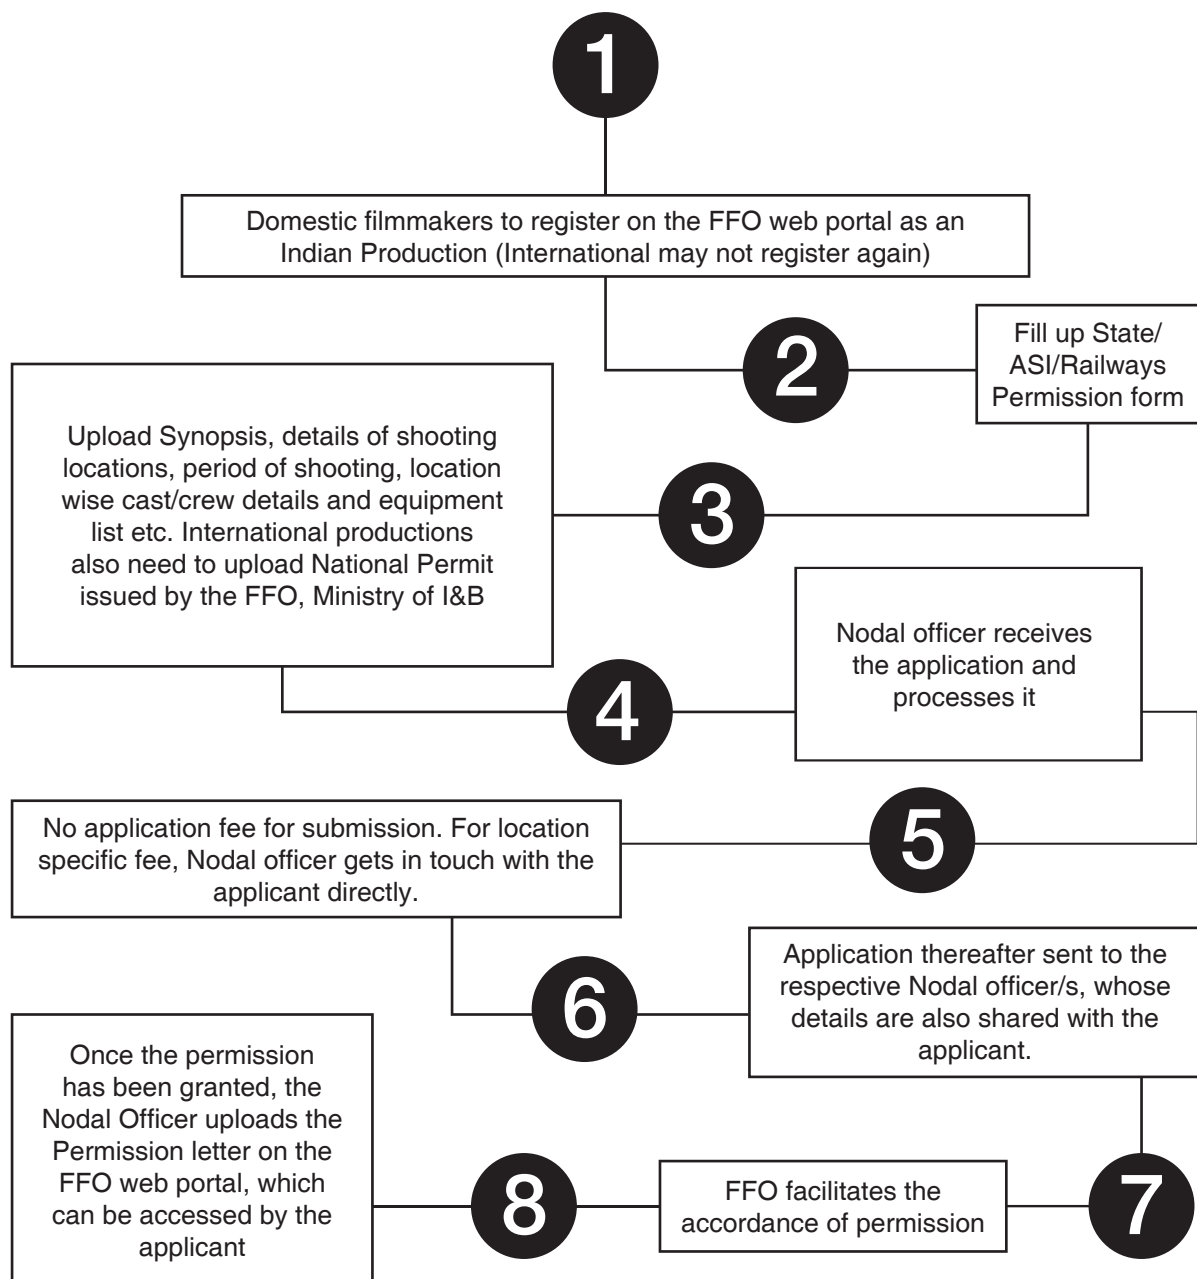 1
Domestic filmmakers to register on the FFO web portal as an
Indian Production (International may not register again)
2
Fill up State/
ASI/Railways
Permission form
3
Upload Synopsis, details of shooting
locations, period of shooting, location
wise cast/crew details and equipment
list etc. International productions
also need to upload National Permit
issued by the FFO, Ministry of I&B
4
Nodal officer receives
the application and
processes it
5
No application fee for submission. For location
specific fee, Nodal officer gets in touch with the
applicant directly.
6
Application thereafter sent to the
respective Nodal officer/s, whose
details are also shared with the
applicant.
7
FFO facilitates the
accordance of permission
8
Once the permission
has been granted, the
Nodal Officer uploads the
Permission letter on the
FFO web portal, which
can be accessed by the
applicant